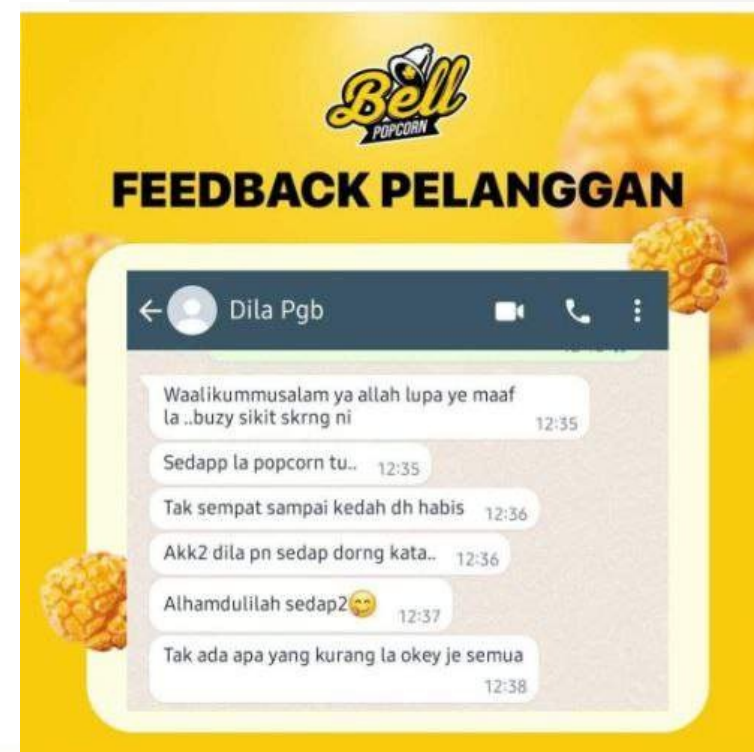 Bell
POPCORN
FEEDBACK PELANGGAN
Dila Pgb
Waalikummusalam ya allah lupa ye maaf
la ..buzy sikit skrng ni
12:35
Sedapp la popcorn tu.. 12:35
Tak sempat sampai kedah dh habis 12:36
Akk2 dila pn sedap dorng kata.. 12:36
Alhamdulilah sedap2😋 12:37
Tak ada apa yang kurang la okey je semua
12:38